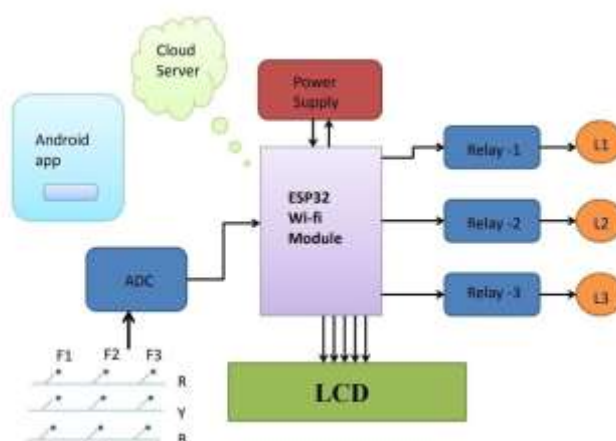 Cloud
Server
Power
Supply
Android
app
ESP32
Wi-fi
Module
Relay -1
L1
Relay -2
L2
Relay -3
L3
ADC
F1 F2 F3
R
Y
B
LCD